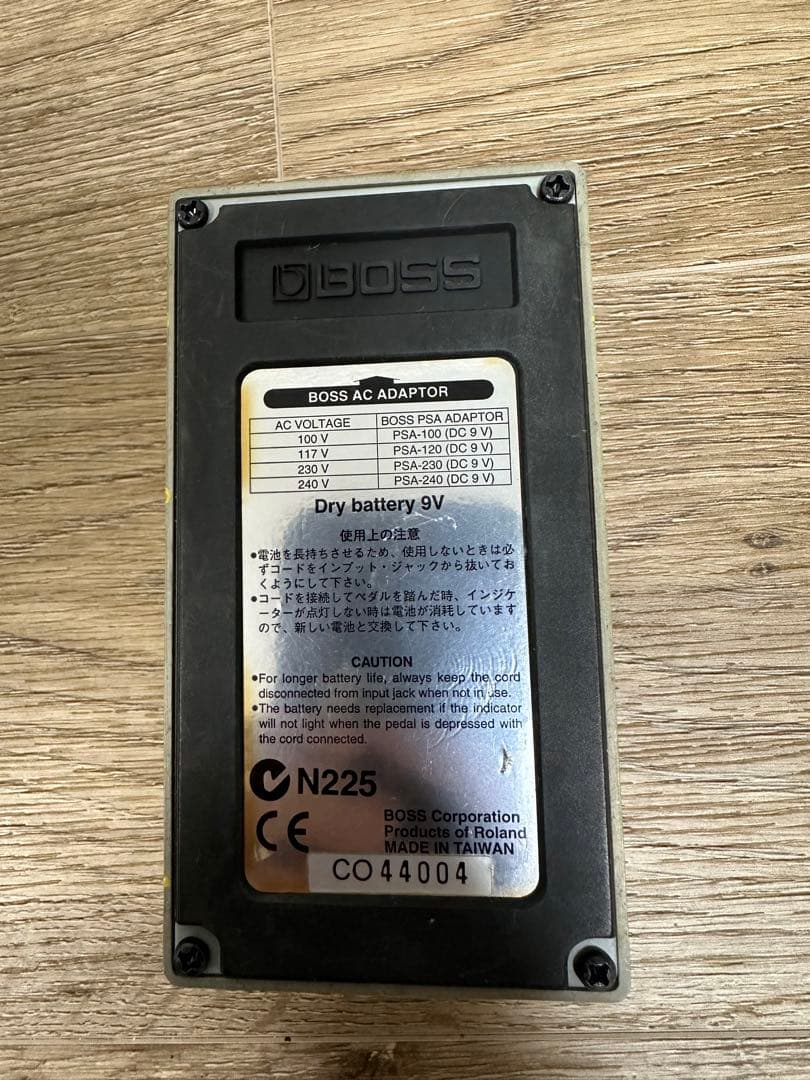 BOSS
BOSS AC ADAPTOR
AC VOLTAGE BOSS PSA ADAPTOR
100 V PSA-100 (DC 9 V)
117 V PSA-120 (DC 9 V)
230 V PSA-230 (DC 9 V)
240 V PSA-240 (DC 9 V)
Dry battery 9V
使用上の注意
●電池を長持ちさせるため、使用しないときは必
ずコードをインプット・ジャックから抜いてお
くようにして下さい。
●コードを接続してペダルを踏んだ時、インジケ
ーターが点灯しない時は電池が消耗しています
ので、新しい電池と交換して下さい。
CAUTION
●For longer battery life, always keep the cord
disconnected from input jack when not in use.
●The battery needs replacement if the indicator
will not light when the pedal is depressed with
the cord connected.
N225
CE
BOSS Corporation
Products of Roland
MADE IN TAIWAN
CO44004